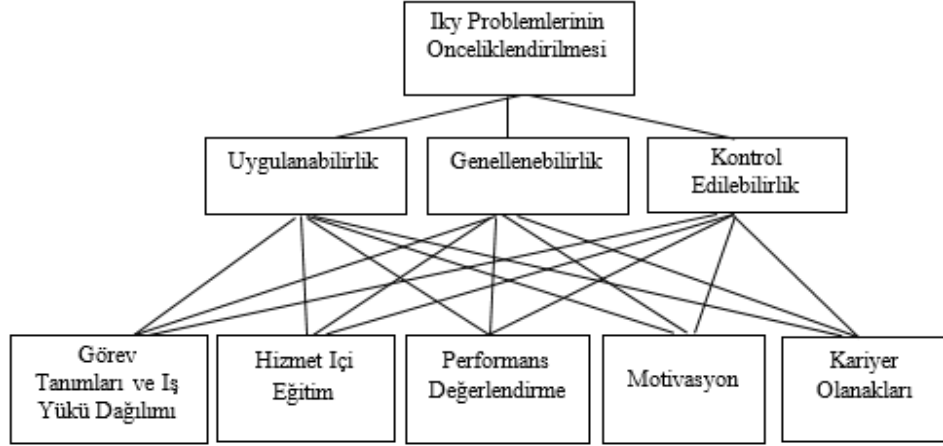 Iky Problemlerinin
Onceliklendirilmesi
Uygulanabilirlik
Genellenebilirlik
Kontrol
Edilebilirlik
Görev
Tanımları ve Iş
Yükü Dağılımı
Hizmet Içi
Eğitim
Performans
Değerlendirme
Motivasyon
Kariyer
Olanakları